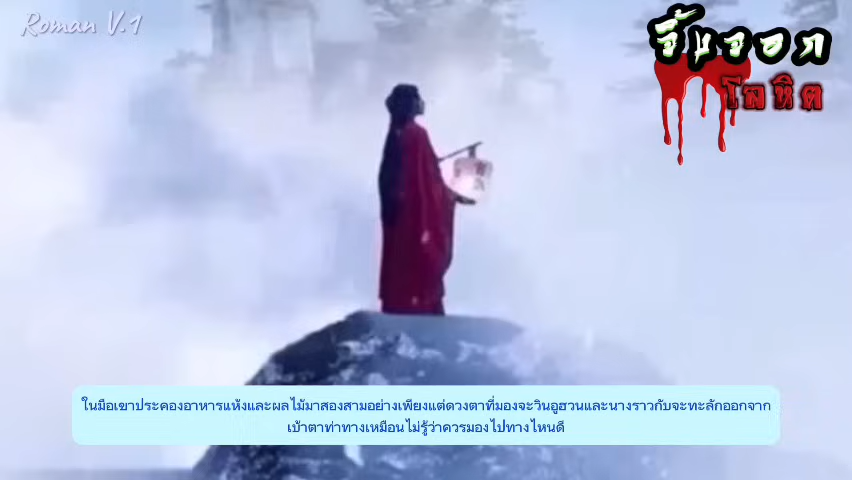 Roman V.1
จิ้งจอก
โลหิต
ในมือเขาประคองอาหารแห้งและผลไม้มาสองสามอย่างเพียงแต่ดวงตาที่มองจะวินอูฮวนและนางราวกับจะทะลักออกจาก
เบ้าตาท่าทางเหมือนไม่รู้ว่าควรมองไปทางไหนดี